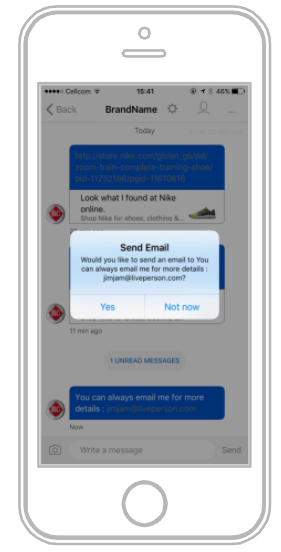 Cellcom 15:41 46%
Back BrandName
Today
http://store.nike.com/gb/en_gb/pd/
zoom-train-complete-training-shoe/
pid-11252186/pgid-11610816
Look what I found at Nike
online.
Shop Nike for shoes, clothing &...
Send Email
Would you like to send an email to You
can always email me for more details :
jimjam@liveperson.com?
Yes Not now
11 min ago
1 UNREAD MESSAGES
You can always email me for more
details : jimjam@liveperson.com
Now
Write a message Send